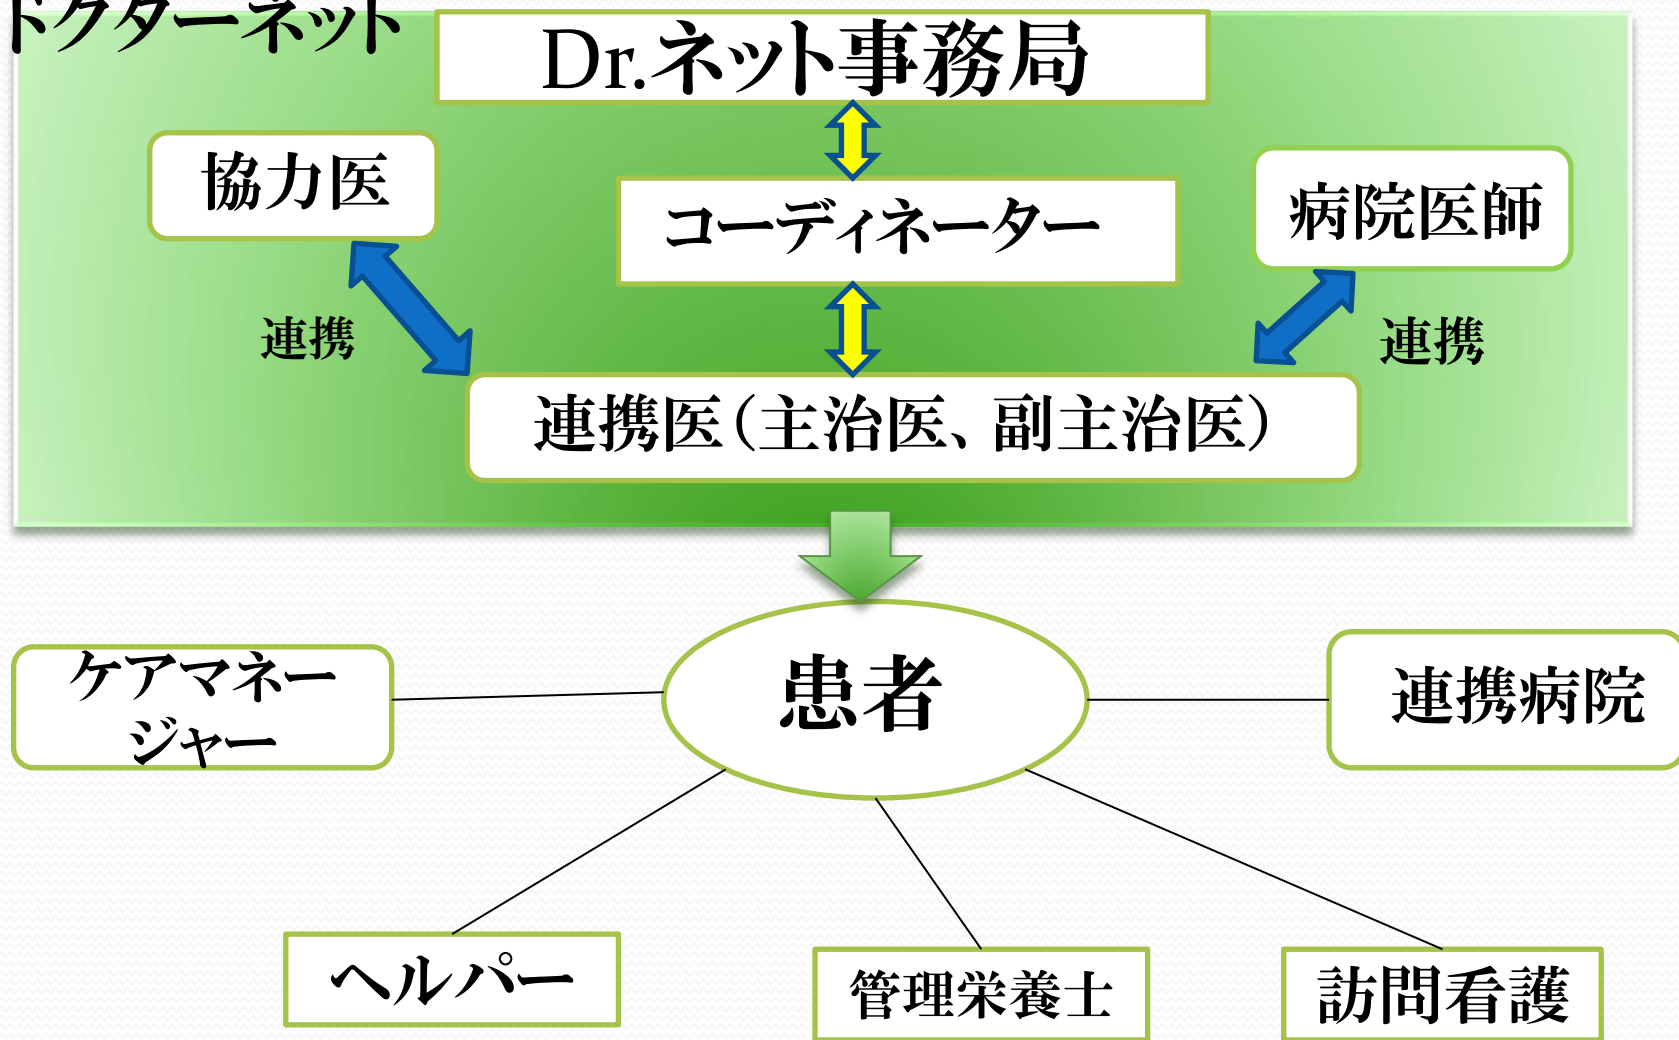 ドクターネット
Dr.ネット事務局
協力医
コーディネーター
病院医師
連携
連携
連携医(主治医、副主治医)
患者
ケアマネー
ジャー
連携病院
ヘルパー
管理栄養士
訪問看護